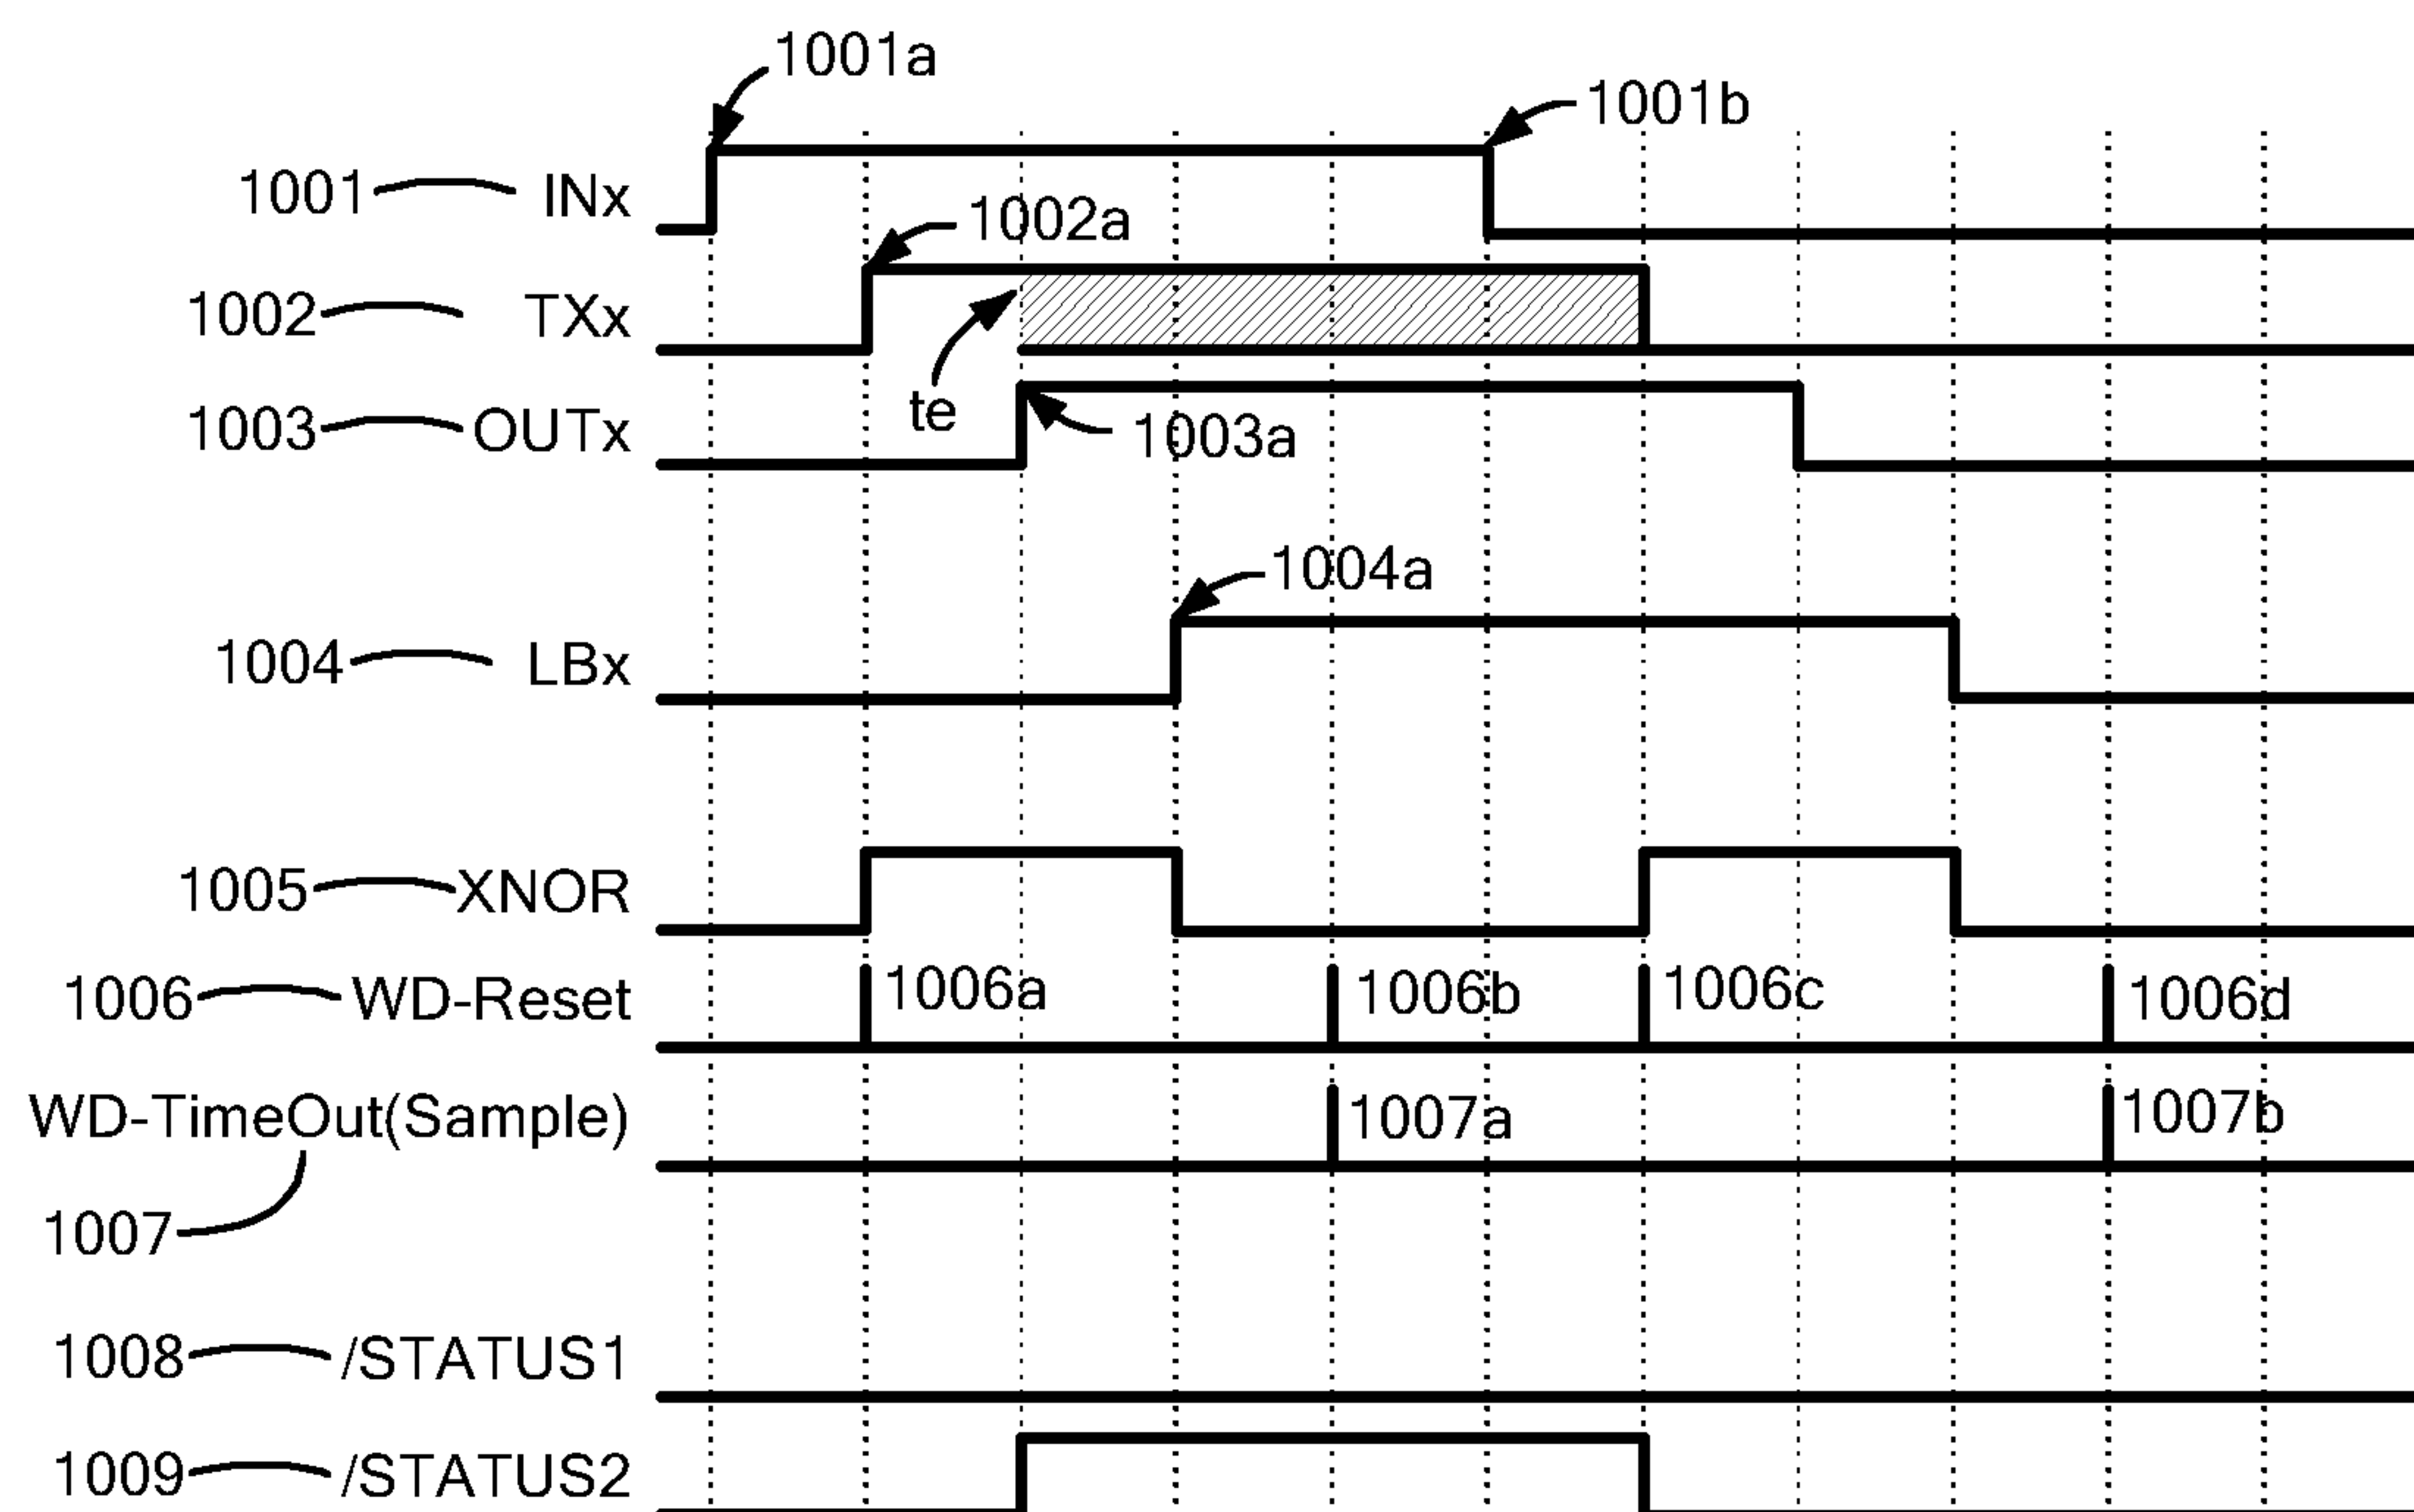 1001a
1001b
1001 INx
1002a
1002 TXx
te
1003 OUTx
1003a
1004a
1004 LBx
1005 XNOR
1006 WD-Reset 1006a 1006b 1006c 1006d
WD-TimeOut(Sample) 1007a 1007b
1007
1008 /STATUS1
1009 /STATUS2